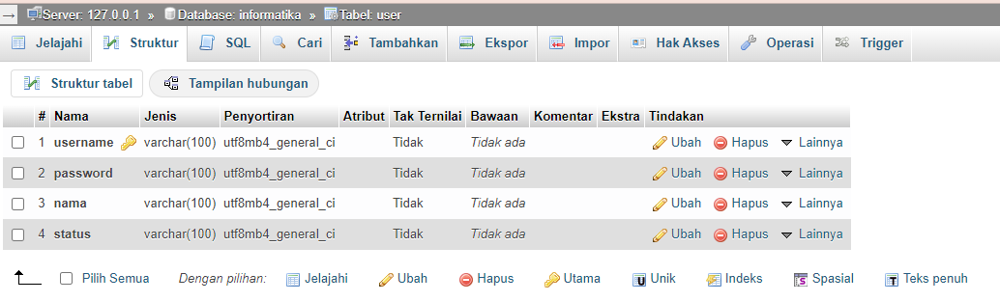 Server: 127.0.0.1 » Database: informatika » Tabel: user
Jelajahi Struktur SQL Cari Tambahkan Ekspor Impor Hak Akses Operasi Trigger
Struktur tabel Tampilan hubungan
# Nama Jenis Penyortiran Atribut Tak Ternilai Bawaan Komentar Ekstra Tindakan
1 username varchar(100) utf8mb4_general_ci Tidak Tidak ada Ubah Hapus Lainnya
2 password varchar(100) utf8mb4_general_ci Tidak Tidak ada Ubah Hapus Lainnya
3 nama varchar(100) utf8mb4_general_ci Tidak Tidak ada Ubah Hapus Lainnya
4 status varchar(100) utf8mb4_general_ci Tidak Tidak ada Ubah Hapus Lainnya
Pilih Semua Dengan pilihan: Jelajahi Ubah Hapus Utama Unik Indeks Spasial Teks penuh